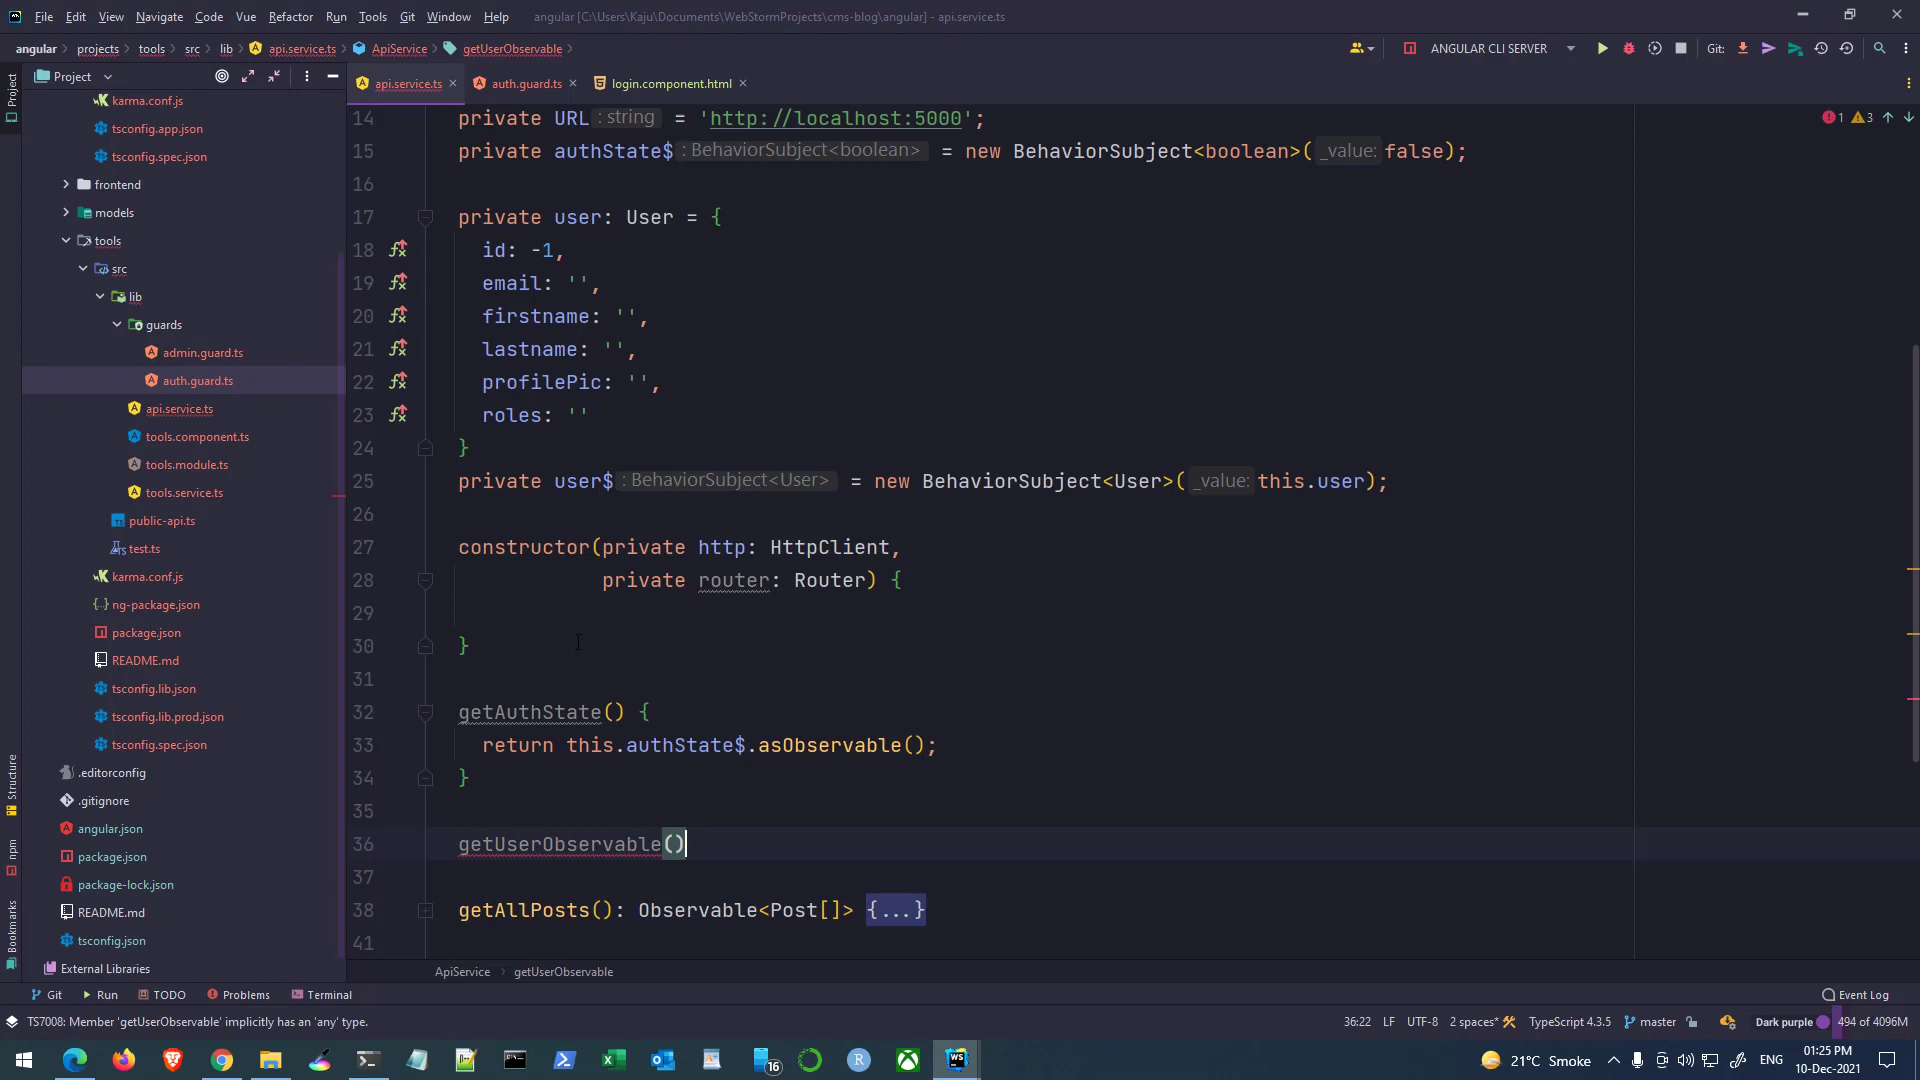 File Edit View Navigate Code Vue Refactor Run Tools Git Window Help angular [C:\Users\Kaju\Documents\WebStormProjects\cms-blog\angular] - api.service.ts
angular projects tools src lib api.service.ts ApiService getUserObservable ANGULAR CLI SERVER Git:
Project
api.service.ts auth.guard.ts login.component.html
karma.conf.js
tsconfig.app.json
tsconfig.spec.json
frontend
models
tools
src
lib
guards
admin.guard.ts
auth.guard.ts
api.service.ts
tools.component.ts
tools.module.ts
tools.service.ts
public-api.ts
test.ts
karma.conf.js
ng-package.json
package.json
README.md
tsconfig.lib.json
tsconfig.lib.prod.json
tsconfig.spec.json
.editorconfig
.gitignore
angular.json
package.json
package-lock.json
README.md
tsconfig.json
External Libraries
Project
Structure
npm
Bookmarks
14 private URL : string = 'http://localhost:5000';
1 3
15 private authState$ : BehaviorSubject<boolean> = new BehaviorSubject<boolean>( _value: false);
16
17 private user: User = {
18 id: -1,
19 email: '',
20 firstname: '',
21 lastname: '',
22 profilePic: '',
23 roles: ''
24 }
25 private user$ : BehaviorSubject<User> = new BehaviorSubject<User>( _value: this.user);
26
27 constructor(private http: HttpClient,
28 private router: Router) {
29
30 }
31
32 getAuthState() {
33 return this.authState$.asObservable();
34 }
35
36 getUserObservable()
37
38 getAllPosts(): Observable<Post[]> {...}
41
ApiService getUserObservable
Git Run TODO Problems Terminal Event Log
TS7008: Member 'getUserObservable' implicitly has an 'any' type. 36:22 LF UTF-8 2 spaces* TypeScript 4.3.5 master Dark purple 494 of 4096M
16 R WS 21°C Smoke ENG 01:25 PM
10-Dec-2021